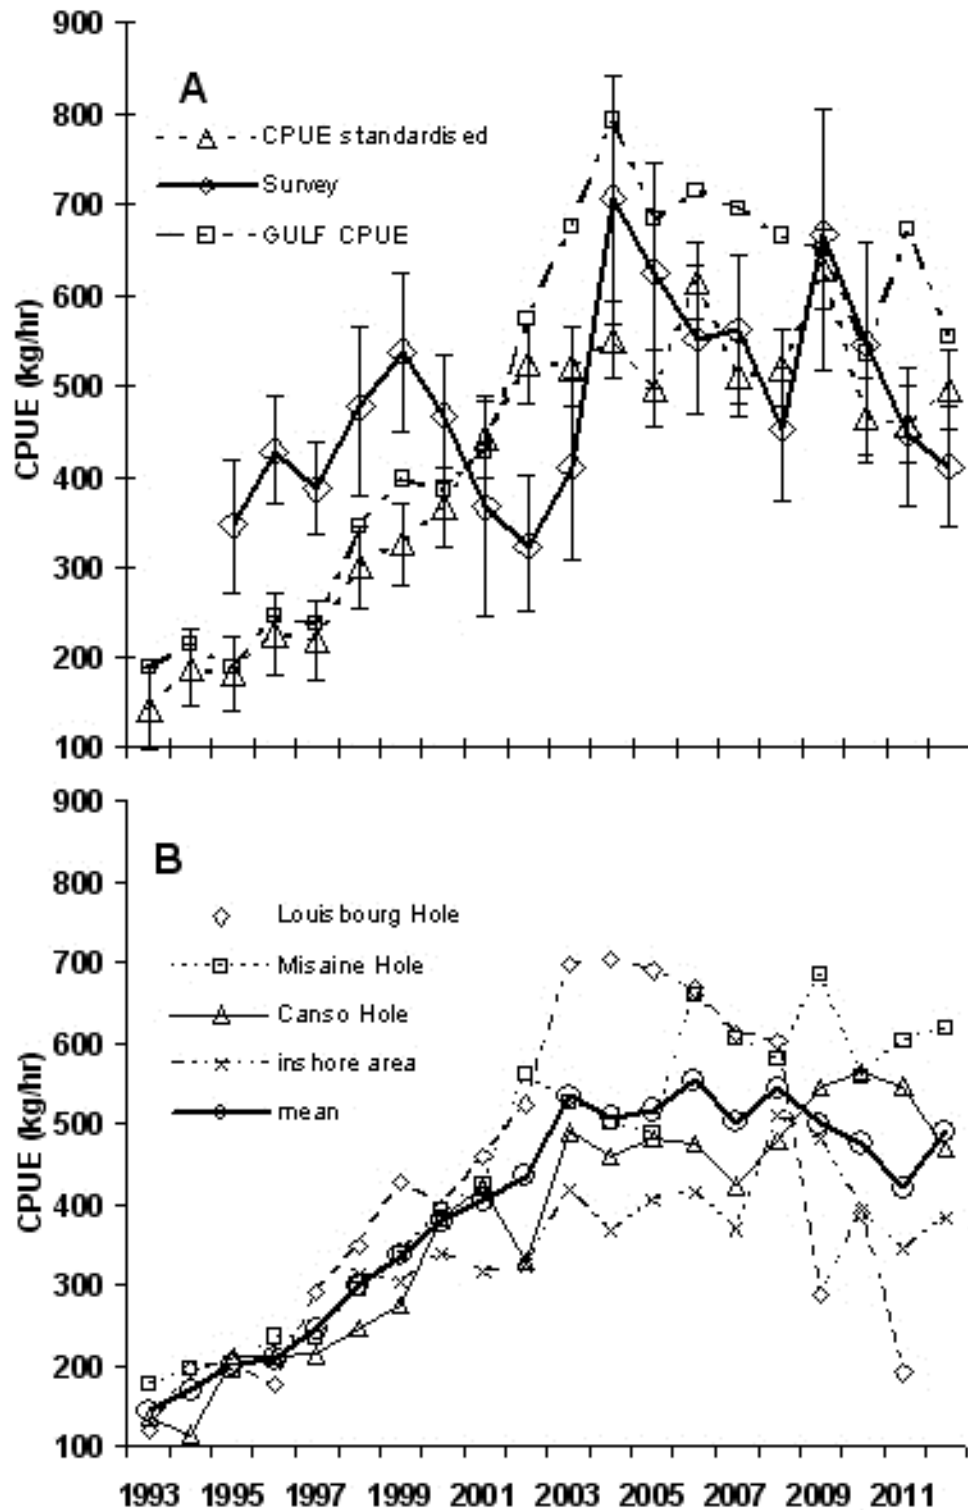 900
A
800
CPUE standardised
Survey
700
GULF CPUE
600
CPUE (kg/hr)
500
400
300
200
100
900
B
800
Louisbourg Hole
700
Misaine Hole
Canso Hole
600
inshore area
CPUE (kg/hr)
500
mean
400
300
200
100
1993 1995 1996 1999 2001 2002 2005 2007 2009 2011